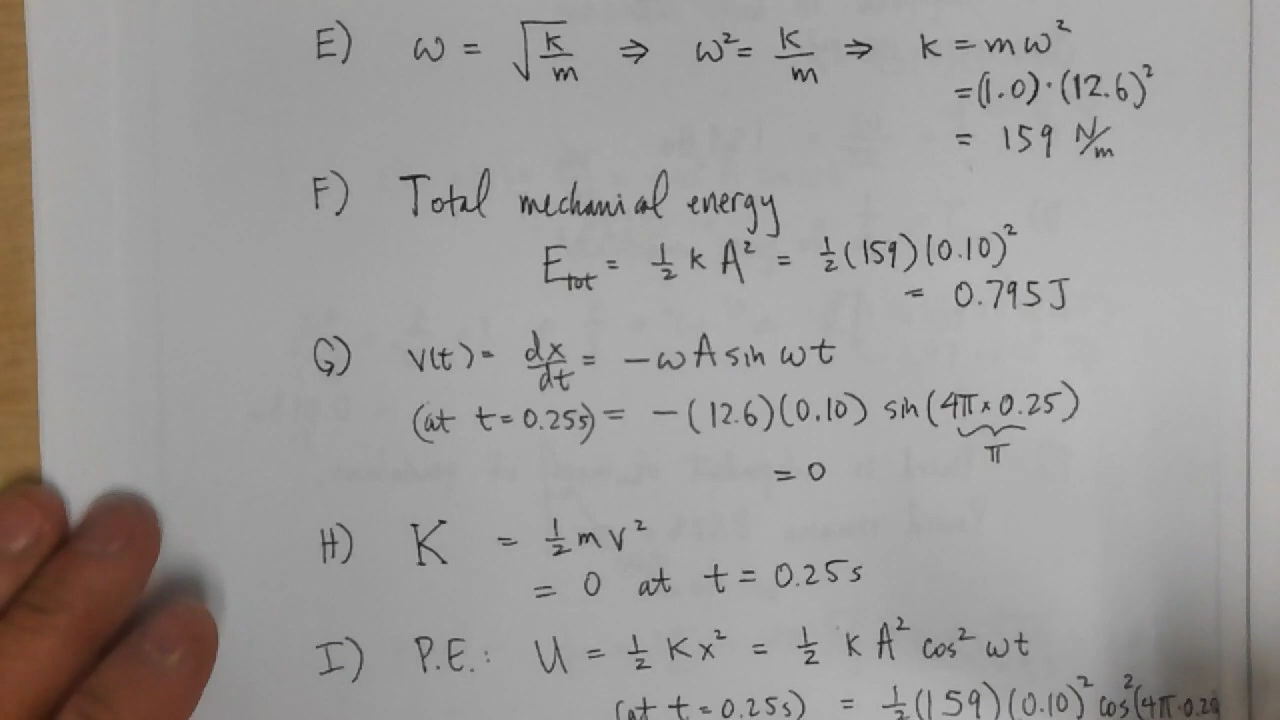 E) ω = √(k/m) ⇒ ω² = k/m ⇒ k = mω²
= (1.0)·(12.6)²
= 159 N/m
F) Total mechanical energy
E_tot = ½ k A² = ½ (159)(0.10)²
= 0.795 J
G) v(t) = dx/dt = -ω A sin ωt
(at t = 0.25s) = -(12.6)(0.10) sin(4π × 0.25)
π
= 0
H) K = ½ m v²
= 0 at t = 0.25 s
I) P.E.: U = ½ K x² = ½ k A² cos² ωt
(at t = 0.25s) = ½ (159)(0.10)² cos²(4π·0.2